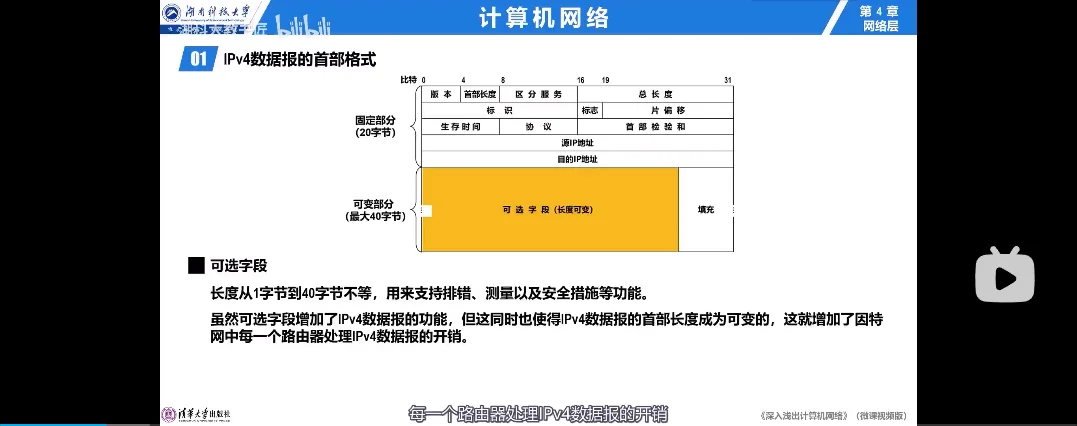 湖南科技大学
计算机网络
第 4 章
网络层
bilibili
01 IPv4数据报的首部格式
比特 0 4 8 16 19 31
版 本 首部长度 区 分 服 务 总 长 度
标 识 标志 片 偏 移
固定部分
(20字节)
生 存 时 间 协 议 首 部 检 验 和
源IP地址
目的IP地址
可变部分
(最大40字节)
可 选 字 段 (长度可变) 填充
可选字段
长度从1字节到40字节不等，用来支持排错、测量以及安全措施等功能。
虽然可选字段增加了IPv4数据报的功能，但这同时也使得IPv4数据报的首部长度成为可变的，这就增加了因特
网中每一个路由器处理IPv4数据报的开销。
清华大学出版社
每一个路由器处理IPv4数据报的开销
《深入浅出计算机网络》（微课视频版）